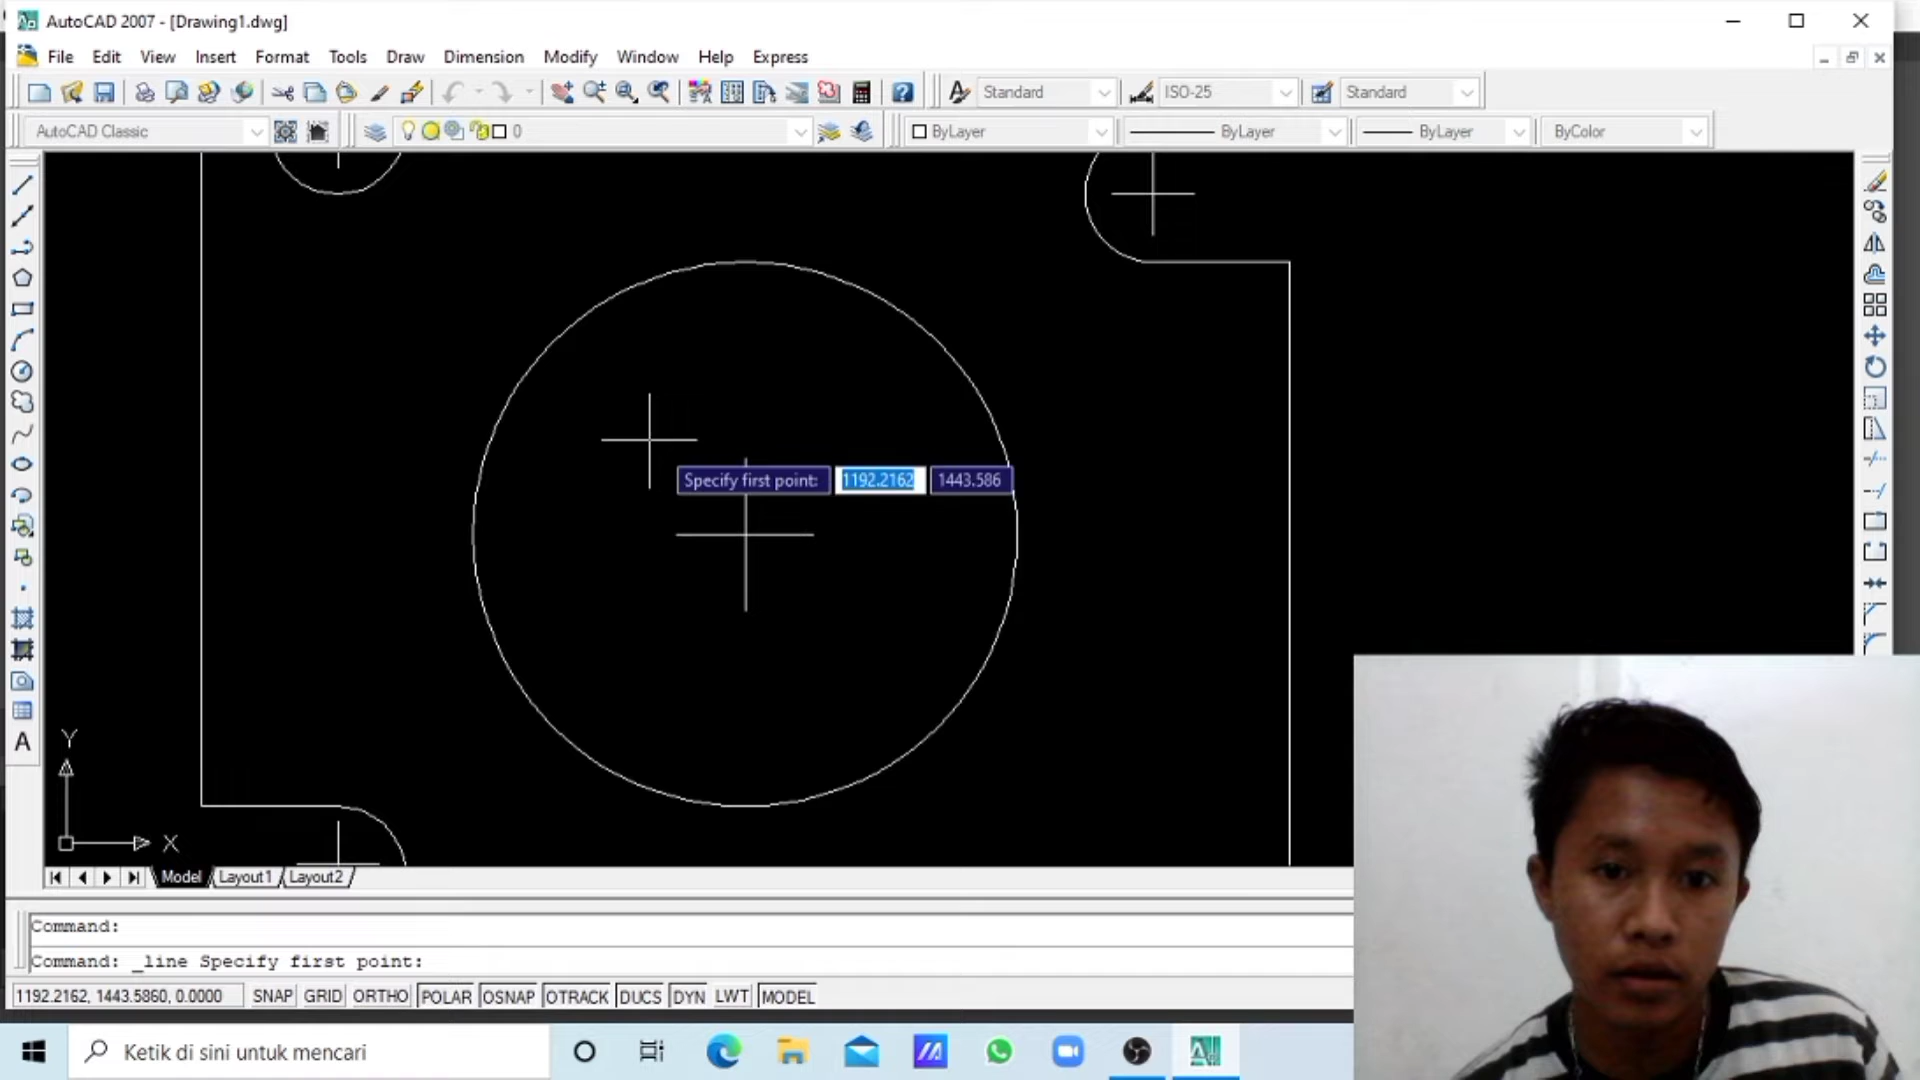 AutoCAD 2007 - [Drawing1.dwg]
File Edit View Insert Format Tools Draw Dimension Modify Window Help Express
Standard ISO-25 Standard
AutoCAD Classic 0 ByLayer ByLayer ByLayer ByColor
Specify first point: 1192.2162 1443.586
A
Y
X
Model Layout1 Layout2
Command:
Command: _line Specify first point:
1192.2162, 1443.5860, 0.0000 SNAP GRID ORTHO POLAR OSNAP OTRACK DUCS DYN LWT MODEL
Ketik di sini untuk mencari